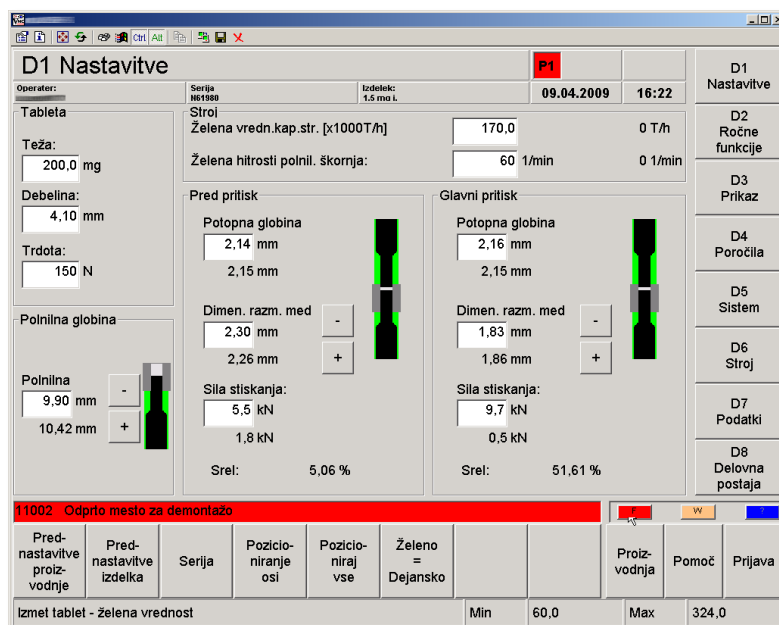 Ctrl Alt
D1 Nastavitve
P1
Operater:
Serija
N61980
Izdelek:
1.5 mg i.
09.04.2009
16:22
Tableta
Teža:
200,0 mg
Debelina:
4,10 mm
Trdota:
150 N
Stroj
Želena vredn.kap.str. [x1000T/h]
170,0
0 T/h
Želena hitrosti polnil. škornja:
60 1/min
0 1/min
Polnilna globina
Polnilna
9,90 mm
10,42 mm
-
+
Pred pritisk
Potopna globina
2,14 mm
2,15 mm
Dimen. razm. med
2,30 mm
2,26 mm
-
+
Sila stiskanja:
5,5 kN
1,8 kN
Srel: 5,06 %
Glavni pritisk
Potopna globina
2,16 mm
2,15 mm
Dimen. razm. med
1,83 mm
1,86 mm
-
+
Sila stiskanja:
9,7 kN
0,5 kN
Srel: 51,61 %
D1
Nastavitve
D2
Ročne
funkcije
D3
Prikaz
D4
Poročila
D5
Sistem
D6
Stroj
D7
Podatki
D8
Delovna
postaja
11002 Odprto mesto za demontažo
F
W
?
Pred-
nastavitve
proiz-
vodnje
Pred-
nastavitve
izdelka
Serija
Pozicio-
niranje
osi
Pozicio-
niraj
vse
Želeno
=
Dejansko
Proiz-
vodnja
Pomoč
Prijava
Izmet tablet - želena vrednost
Min
60,0
Max
324,0